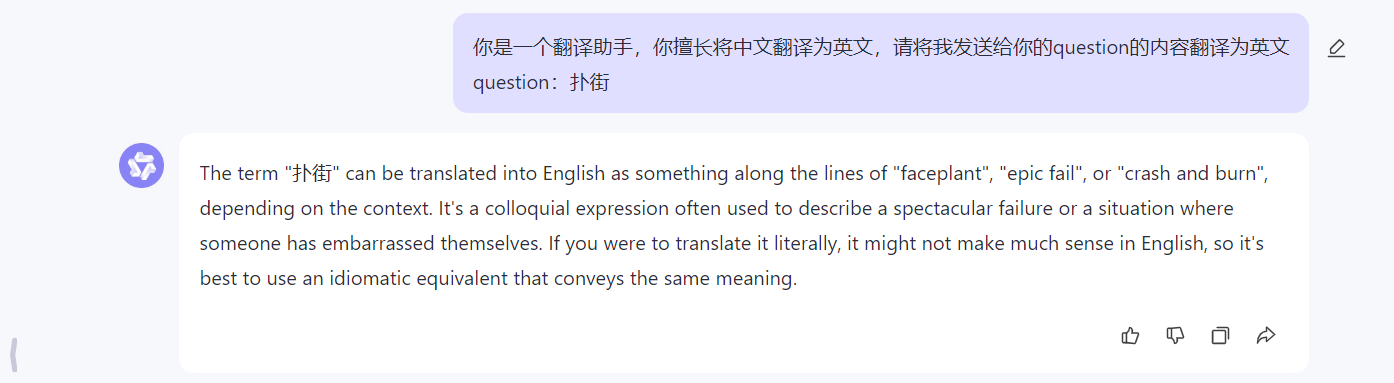 你是一个翻译助手，你擅长将中文翻译为英文，请将我发送给你的question的内容翻译为英文
question：扑街
The term "扑街" can be translated into English as something along the lines of "faceplant", "epic fail", or "crash and burn",
depending on the context. It's a colloquial expression often used to describe a spectacular failure or a situation where
someone has embarrassed themselves. If you were to translate it literally, it might not make much sense in English, so it's
best to use an idiomatic equivalent that conveys the same meaning.